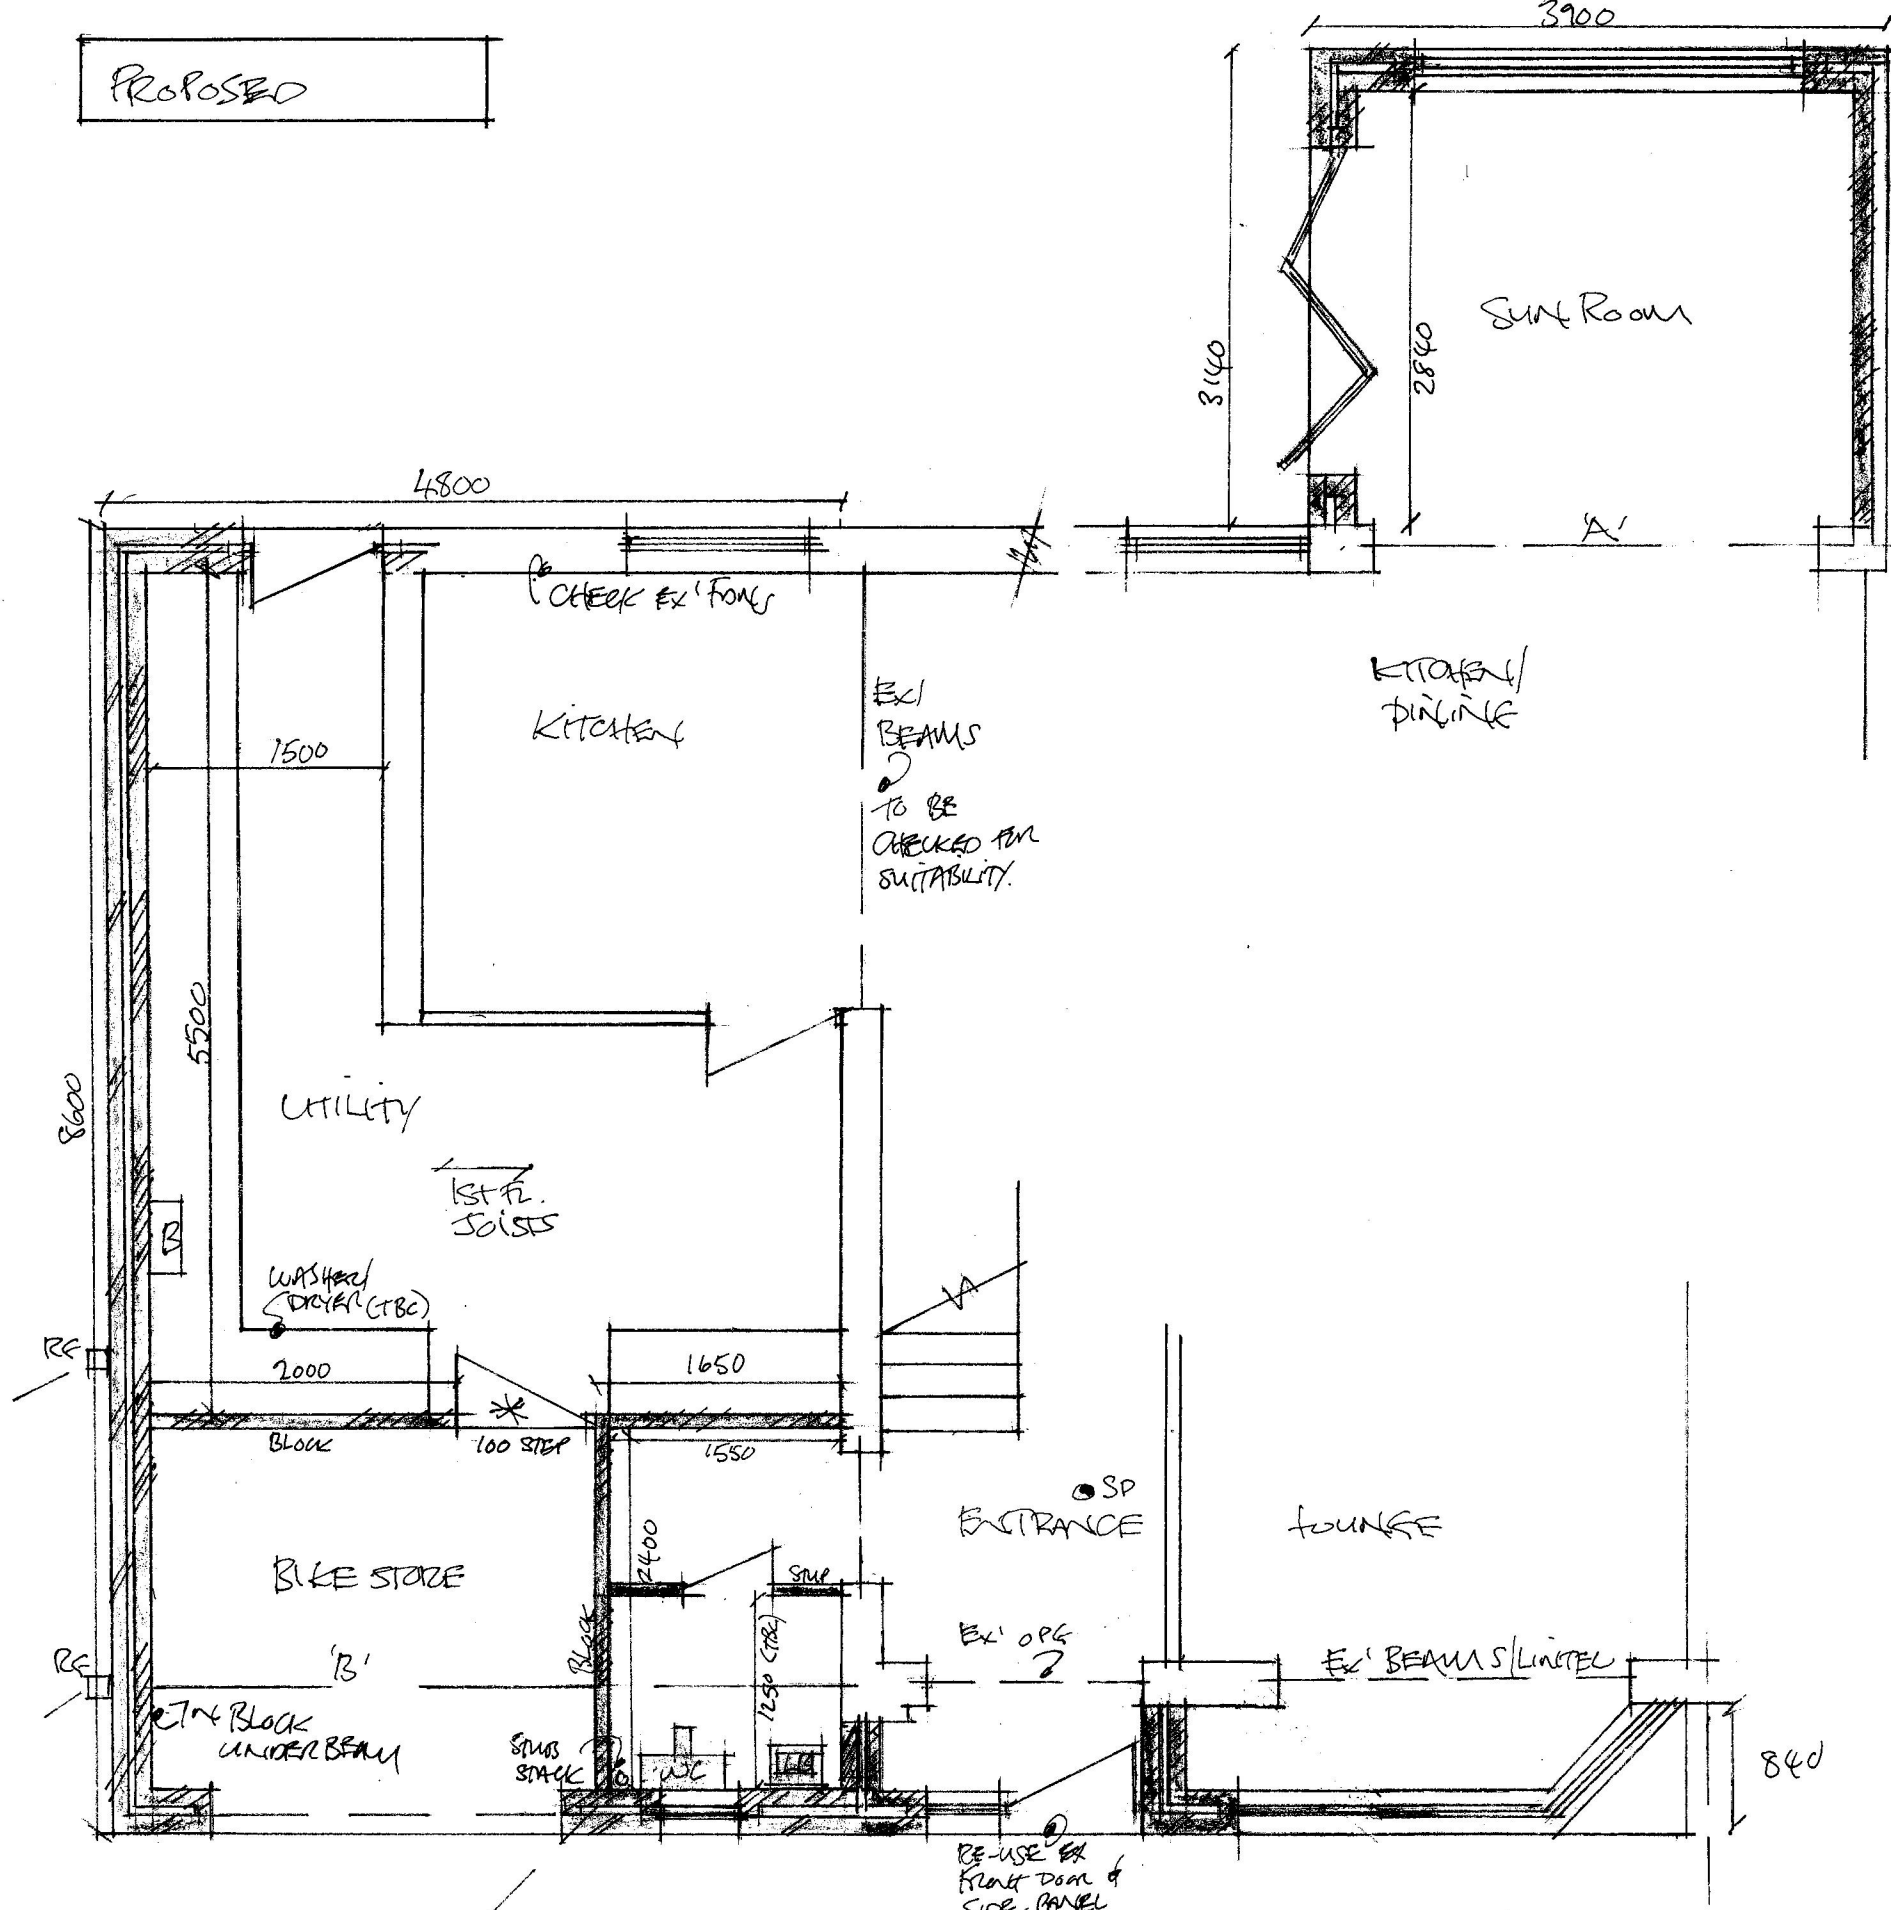 PROPOSED
3900
3140
2840
SUN ROOM
'A'
4800
CHECK EX' FDNS
KITCHEN
EX'
BEAMS
TO BE
CHECKED FOR
SUITABILITY.
KITCHEN/
DINING
1500
5500
8600
UTILITY
1ST FL.
JOISTS
B
WASHER/
DRYER (TBC)
RE
2000
1650
BLOCK
100 STEP
1550
SP
ENTRANCE
LOUNGE
BIKE STORE
2400
BLOCK
1250 (TBC)
EX' OPG
EX' BEAMS/LINTEL
RE
'B'
BLOCK
UNDER BEAM
STACK
WC
840
RE-USE EX
FRONT DOOR &
SIDE-PANEL